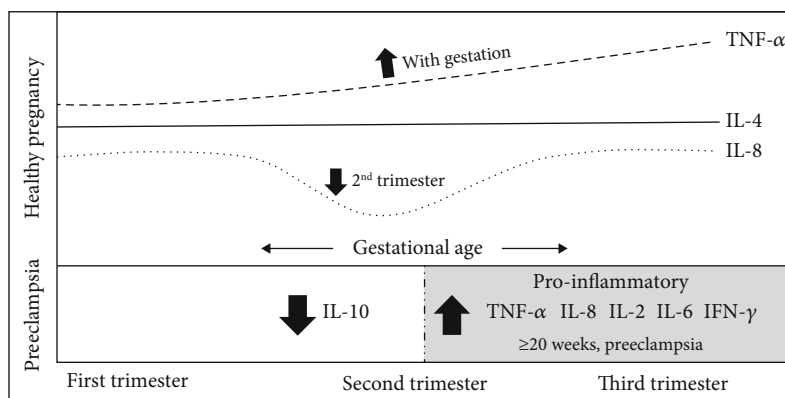 Healthy pregnancy
TNF-α
With gestation
IL-4
IL-8
2nd trimester
Gestational age
Preeclampsia
Pro-inflammatory
IL-10
TNF-α IL-8 IL-2 IL-6 IFN-γ
≥20 weeks, preeclampsia
First trimester Second trimester Third trimester